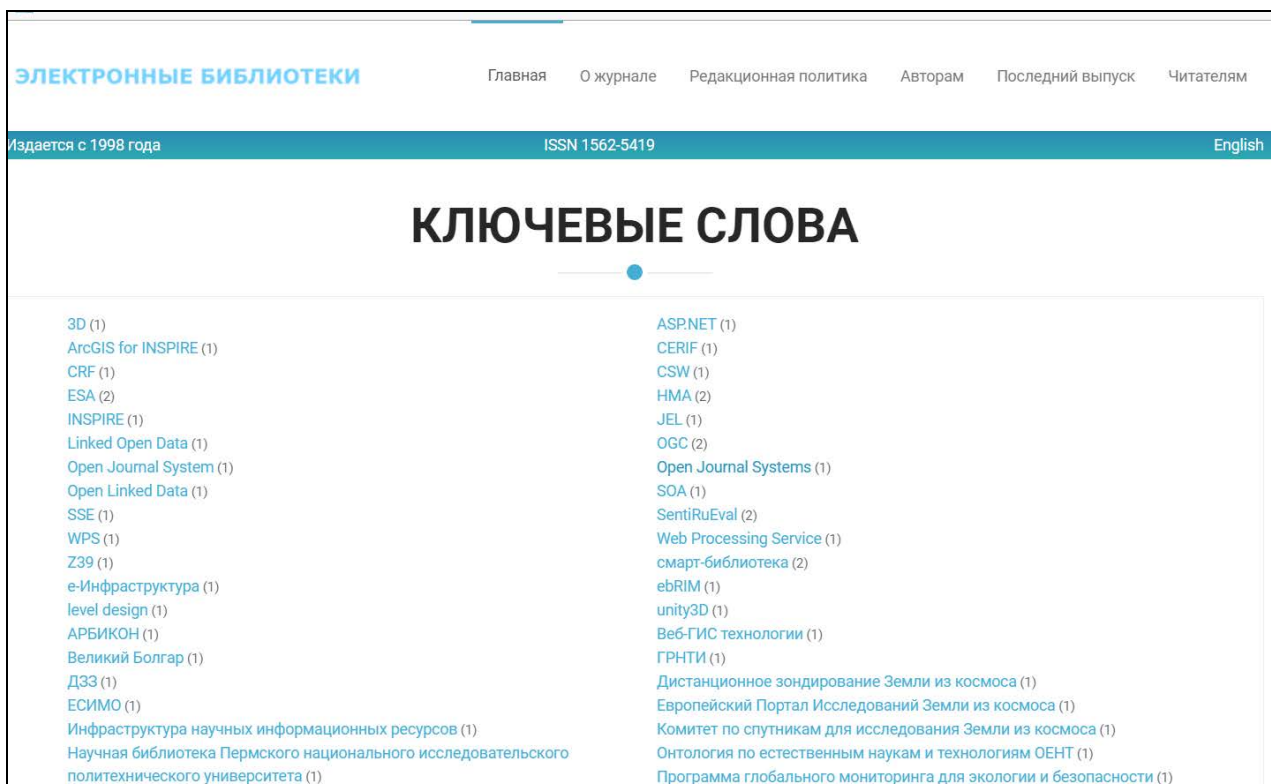 ЭЛЕКТРОННЫЕ БИБЛИОТЕКИ
Главная О журнале Редакционная политика Авторам Последний выпуск Читателям
Издается с 1998 года ISSN 1562-5419 English
КЛЮЧЕВЫЕ СЛОВА
3D (1)
ArcGIS for INSPIRE (1)
CRF (1)
ESA (2)
INSPIRE (1)
Linked Open Data (1)
Open Journal System (1)
Open Linked Data (1)
SSE (1)
WPS (1)
Z39 (1)
е-Инфраструктура (1)
level design (1)
АРБИКОН (1)
Великий Болгар (1)
ДЗЗ (1)
ЕСИМО (1)
Инфраструктура научных информационных ресурсов (1)
Научная библиотека Пермского национального исследовательского
политехнического университета (1)
ASP.NET (1)
CERIF (1)
CSW (1)
HMA (2)
JEL (1)
OGC (2)
Open Journal Systems (1)
SOA (1)
SentiRuEval (2)
Web Processing Service (1)
смарт-библиотека (2)
ebRIM (1)
unity3D (1)
Веб-ГИС технологии (1)
ГРНТИ (1)
Дистанционное зондирование Земли из космоса (1)
Европейский Портал Исследований Земли из космоса (1)
Комитет по спутникам для исследования Земли из космоса (1)
Онтология по естественным наукам и технологиям ОЕНТ (1)
Программа глобального мониторинга для экологии и безопасности (1)